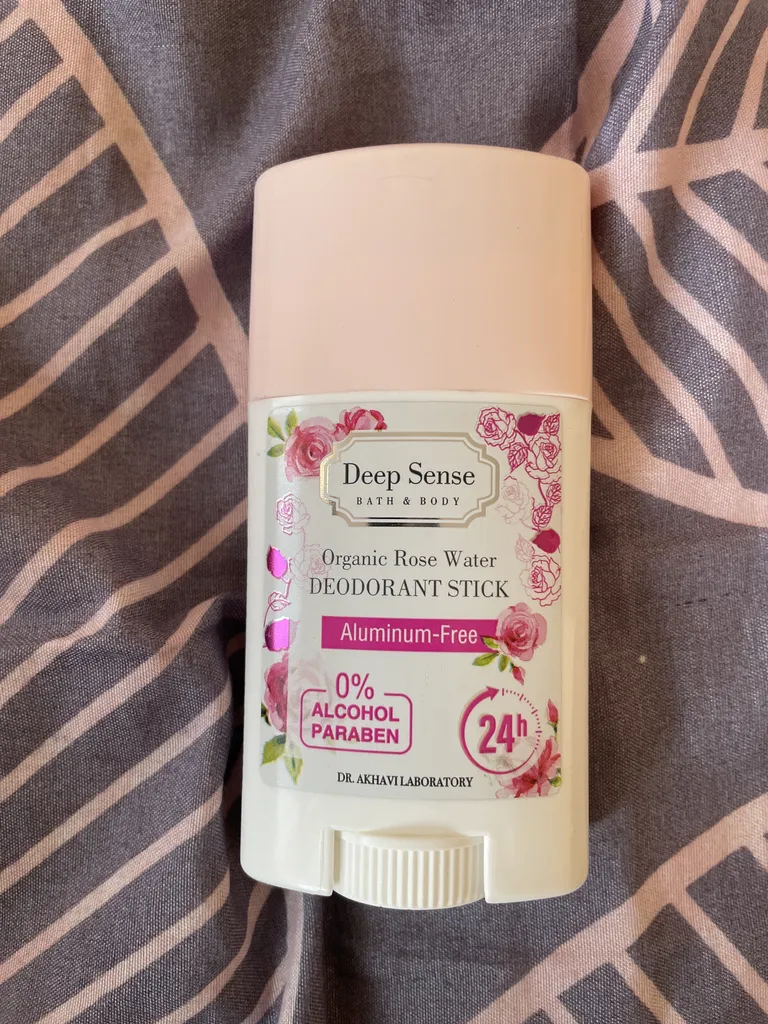 Deep Sense
BATH & BODY
Organic Rose Water
DEODORANT STICK
Aluminum-Free
0%
ALCOHOL
PARABEN
24h
DR. AKHAVI LABORATORY